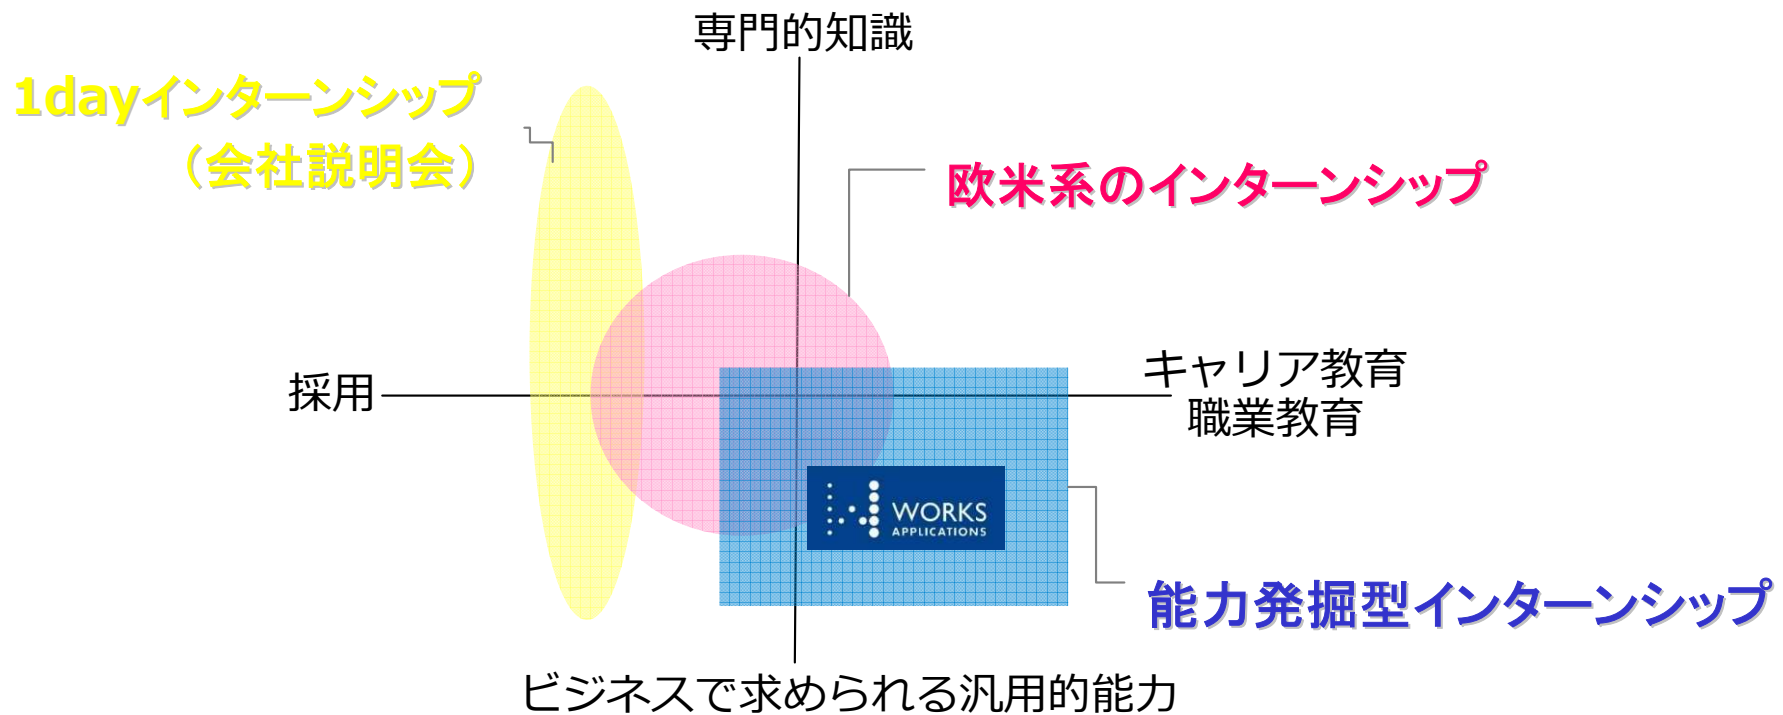 専門的知識
1dayインターンシップ
（会社説明会）
欧米系のインターンシップ
採用
キャリア教育
職業教育
WORKS
APPLICATIONS
能力発掘型インターンシップ
ビジネスで求められる汎用的能力